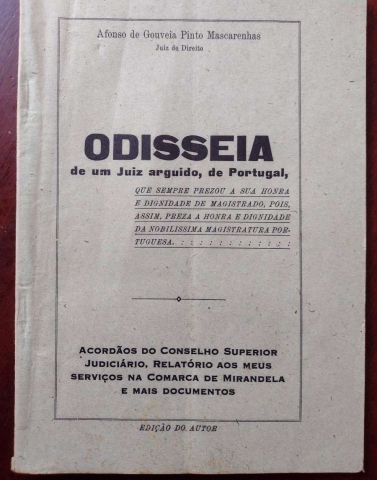 Afonso de Gouveia Pinto Mascarenhas
Juiz de Direito
ODISSEIA
de um Juiz arguido, de Portugal,
QUE SEMPRE PREZOU A SUA HONRA
E DIGNIDADE DE MAGISTRADO, POIS,
ASSIM, PREZA A HONRA E DIGNIDADE
DA NOBILISSIMA MAGISTRATURA POR-
TUGUESA. : : : : : : : : : : : :
ACORDÃOS DO CONSELHO SUPERIOR
JUDICIÁRIO, RELATÓRIO AOS MEUS
SERVIÇOS NA COMARCA DE MIRANDELA
E MAIS DOCUMENTOS
EDIÇÃO DO AUTOR